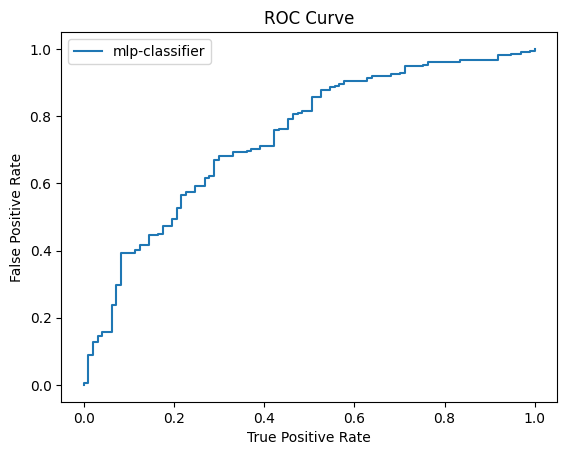 ROC Curve
mlp-classifier
False Positive Rate
1.0
0.8
0.6
0.4
0.2
0.0
0.0 0.2 0.4 0.6 0.8 1.0
True Positive Rate